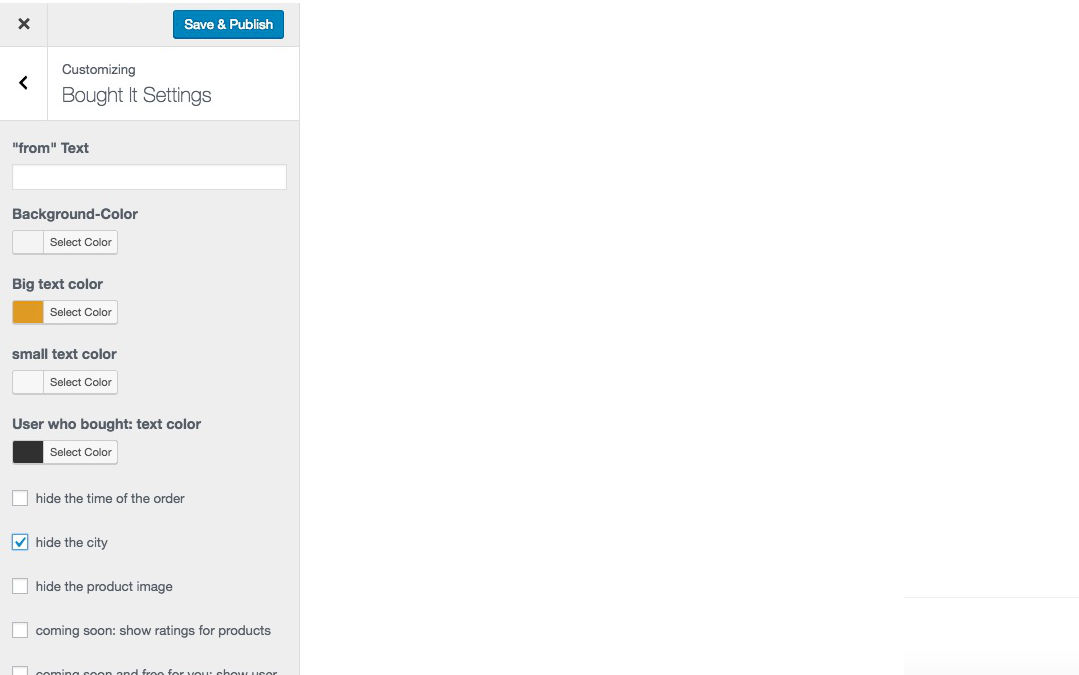 Save & Publish
Customizing
Bought It Settings
"from" Text
Background-Color
Select Color
Big text color
Select Color
small text color
Select Color
User who bought: text color
Select Color
hide the time of the order
hide the city
hide the product image
coming soon: show ratings for products
coming soon and free for you: show user